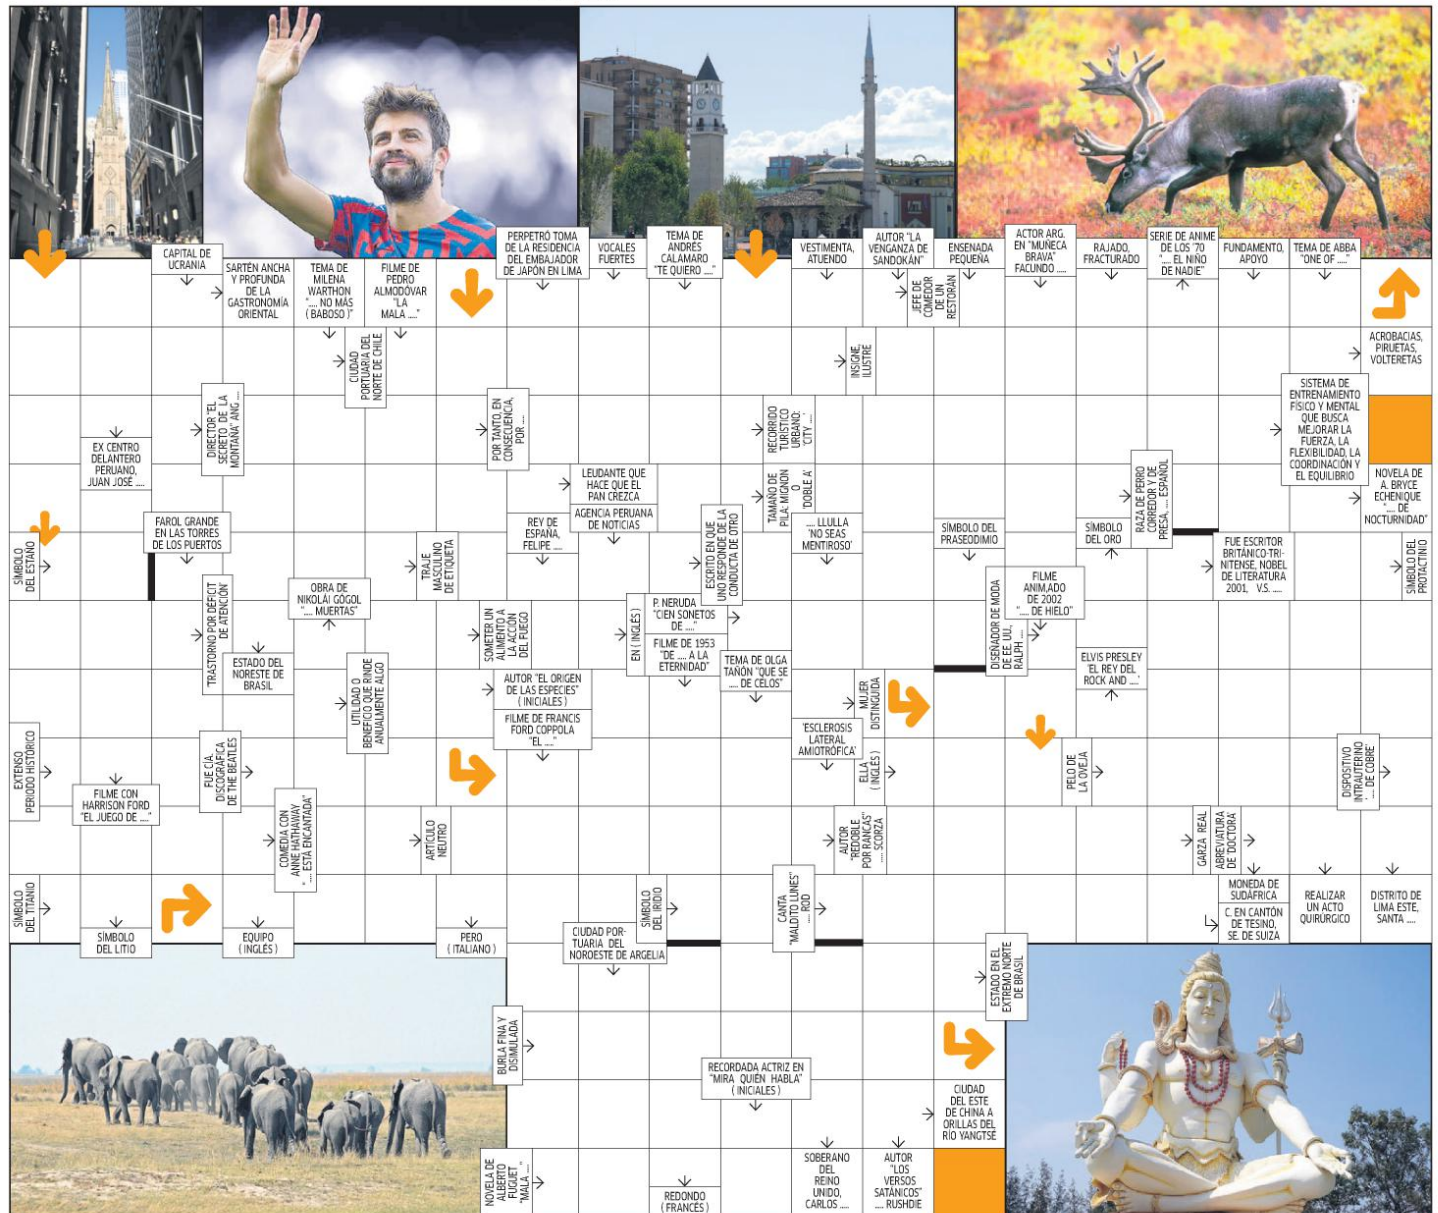 CAPITAL DE
UCRANIA
SARTÉN ANCHA
Y PROFUNDA
DE LA
GASTRONOMÍA
ORIENTAL
TEMA DE
MILENA
WARTHON
".... NO MÁS
( BABOSO )"
FILME DE
PEDRO
ALMODÓVAR
"LA
MALA ...."
PERPETRÓ TOMA
DE LA RESIDENCIA
DEL EMBAJADOR
DE JAPÓN EN LIMA
VOCALES
FUERTES
TEMA DE
ANDRÉS
CALAMARO
"TE QUIERO ...."
VESTIMENTA,
ATUENDO
AUTOR "LA
VENGANZA DE
SANDOKÁN"
JEFE DE
COMEDOR
DE UN
RESTORÁN
ENSENADA
PEQUEÑA
ACTOR ARG.
EN "MUÑECA
BRAVA"
FACUNDO ....
RAJADO,
FRACTURADO
SERIE DE ANIME
DE LOS '70
".... EL NIÑO
DE NADIE"
FUNDAMENTO,
APOYO
TEMA DE ABBA
"ONE OF ...."
CIUDAD
PORTUARIA DEL
NORTE DE CHILE
INSIGNE,
ILUSTRE
ACROBACIAS,
PIRUETAS,
VOLTERETAS
EX CENTRO
DELANTERO
PERUANO,
JUAN JOSÉ ....
DIRECTOR "EL
SECRETO DE LA
MONTAÑA" ANG ....
POR TANTO, EN
CONSECUENCIA,
POR ....
RECORRIDO
TURÍSTICO
URBANO:
'CITY ....'
SISTEMA DE
ENTRENAMIENTO
FÍSICO Y MENTAL
QUE BUSCA
MEJORAR LA
FUERZA, LA
FLEXIBILIDAD, LA
COORDINACIÓN Y
EL EQUILIBRIO
FAROL GRANDE
EN LAS TORRES
DE LOS PUERTOS
REY DE
ESPAÑA,
FELIPE ....
LEUDANTE QUE
HACE QUE EL
PAN CREZCA
AGENCIA PERUANA
DE NOTICIAS
TAMAÑO DE
PILA: MIGNON
O
'DOBLE A'
.... LLULLA
'NO SEAS
MENTIROSO'
SÍMBOLO DEL
PRASEODIMIO
SÍMBOLO
DEL ORO
RAZA DE PERRO
CORREDOR Y DE
PRESA, .... ESPAÑOL
NOVELA DE
A. BRYCE
ECHENIQUE
".... DE
NOCTURNIDAD"
SÍMBOLO
DEL ESTAÑO
TRAJE
MASCULINO
DE ETIQUETA
ESCRITO EN QUE
UNO RESPONDE DE LA
CONDUCTA DE OTRO
FUE ESCRITOR
BRITÁNICO-TRI-
NITENSE, NOBEL
DE LITERATURA
2001, V.S. ....
SÍMBOLO DEL
PROTACTINIO
'TRASTORNO POR DÉFICIT
DE ATENCIÓN'
ESTADO DEL
NORESTE DE
BRASIL
OBRA DE
NIKOLÁI GÓGOL
".... MUERTAS"
SOMETER UN
ALIMENTO A
LA ACCIÓN
DEL FUEGO
EN ( INGLÉS )
P. NERUDA
"CIEN SONETOS
DE ...."
FILME DE 1953
"DE .... A LA
ETERNIDAD"
TEMA DE OLGA
TAÑÓN "QUE SE
.... DE CELOS"
DISEÑADOR DE MODA
DE EE. UU.,
RALPH ....
FILME
ANIMADO
DE 2002
".... DE HIELO"
ELVIS PRESLEY
'EL REY DEL
ROCK AND ....'
UTILIDAD O
BENEFICIO QUE RINDE
ANUALMENTE ALGO
AUTOR "EL ORIGEN
DE LAS ESPECIES"
( INICIALES )
FILME DE FRANCIS
FORD COPPOLA
"EL ...."
'ESCLEROSIS
LATERAL
AMIOTRÓFICA'
MUJER
DISTINGUIDA
EXTENSO
PERIODO HISTÓRICO
FILME CON
HARRISON FORD
"EL JUEGO DE ...."
FUE CÍA.
DISCOGRÁFICA
DE THE BEATLES
ELLA
( INGLÉS )
PELO DE
LA OVEJA
DISPOSITIVO
INTRAUTERINO
'.... DE COBRE'
COMEDIA CON
ANNE HATHAWAY
".... ESTÁ ENCANTADA"
ARTÍCULO
NEUTRO
AUTOR
"REDOBLE
POR RANCAS"
.... SCORZA
GARZA REAL
ABREVIATURA
DE 'DOCTORA'
SÍMBOLO
DEL TITANIO
SÍMBOLO
DEL LITIO
EQUIPO
( INGLÉS )
PERO
( ITALIANO )
CIUDAD POR-
TUARIA DEL
NOROESTE DE ARGELIA
SÍMBOLO
DEL IRIDIO
CANTA
"MALDITO LUNES"
.... ROD
MONEDA DE
SUDÁFRICA
C. EN CANTÓN
DE TESINO,
SE. DE SUIZA
REALIZAR
UN ACTO
QUIRÚRGICO
DISTRITO DE
LIMA ESTE,
SANTA ....
ESTADO EN EL
EXTREMO NORTE
DE BRASIL
BURLA FINA Y
DISIMULADA
RECORDADA ACTRIZ EN
"MIRA QUIÉN HABLA"
( INICIALES )
CIUDAD
DEL ESTE
DE CHINA A
ORILLAS DEL
RÍO YANGTSÉ
NOVELA DE
ALBERTO
FUGUET
"MALA ...."
REDONDO
( FRANCÉS )
SOBERANO
DEL
REINO
UNIDO,
CARLOS ....
AUTOR
"LOS
VERSOS
SATÁNICOS"
.... RUSHDIE